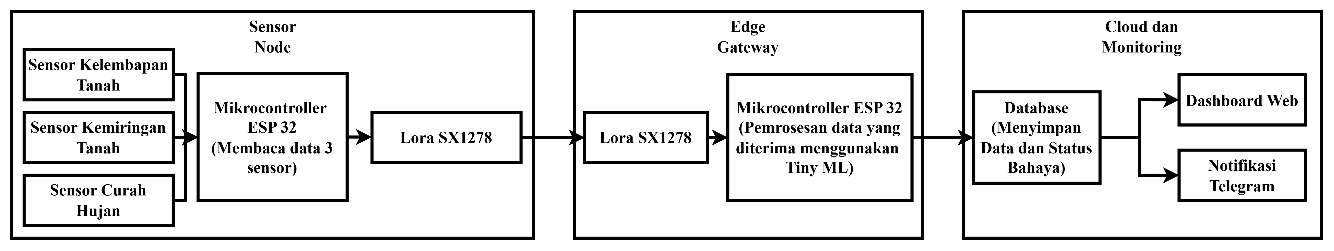 Sensor
Node
Sensor Kelembapan
Tanah
Sensor Kemiringan
Tanah
Sensor Curah
Hujan
Mikrocontroller
ESP 32
(Membaca data 3
sensor)
Lora SX1278
Edge
Gateway
Lora SX1278
Mikrocontroller ESP 32
(Pemrosesan data yang
diterima menggunakan
Tiny ML)
Cloud dan
Monitoring
Database
(Menyimpan
Data dan Status
Bahaya)
Dashboard Web
Notifikasi
Telegram